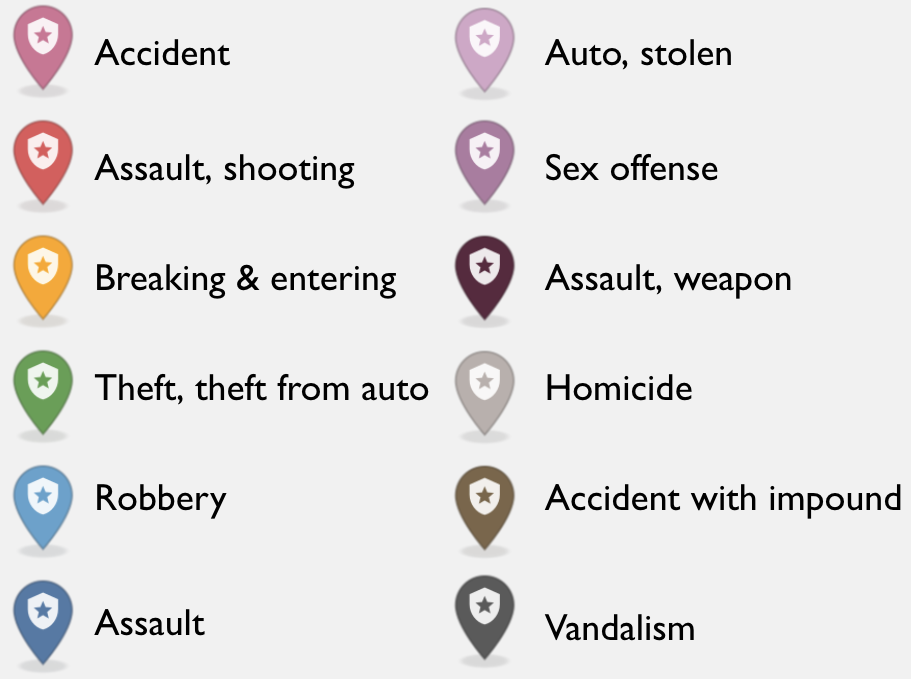 Accident
Auto, stolen
Assault, shooting
Sex offense
Breaking & entering
Assault, weapon
Theft, theft from auto
Homicide
Robbery
Accident with impound
Assault
Vandalism